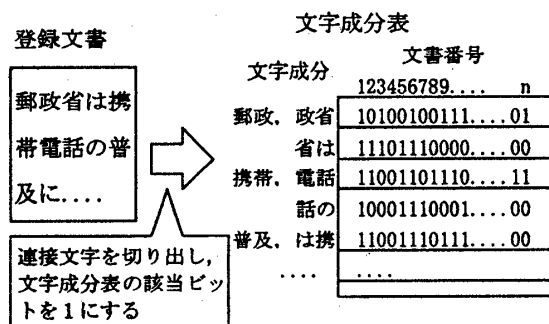 文字成分表
登録文書
文書番号
文字成分
123456789.... n
郵政省は携
帯電話の普
及に....
郵政, 政省 10100100111....01
省は 11101110000....00
携帯, 電話 11001101110....11
話の 10001110001....00
普及, は携 11001110111....00
.... ....
連接文字を切り出し,
文字成分表の該当ビッ
トを1にする